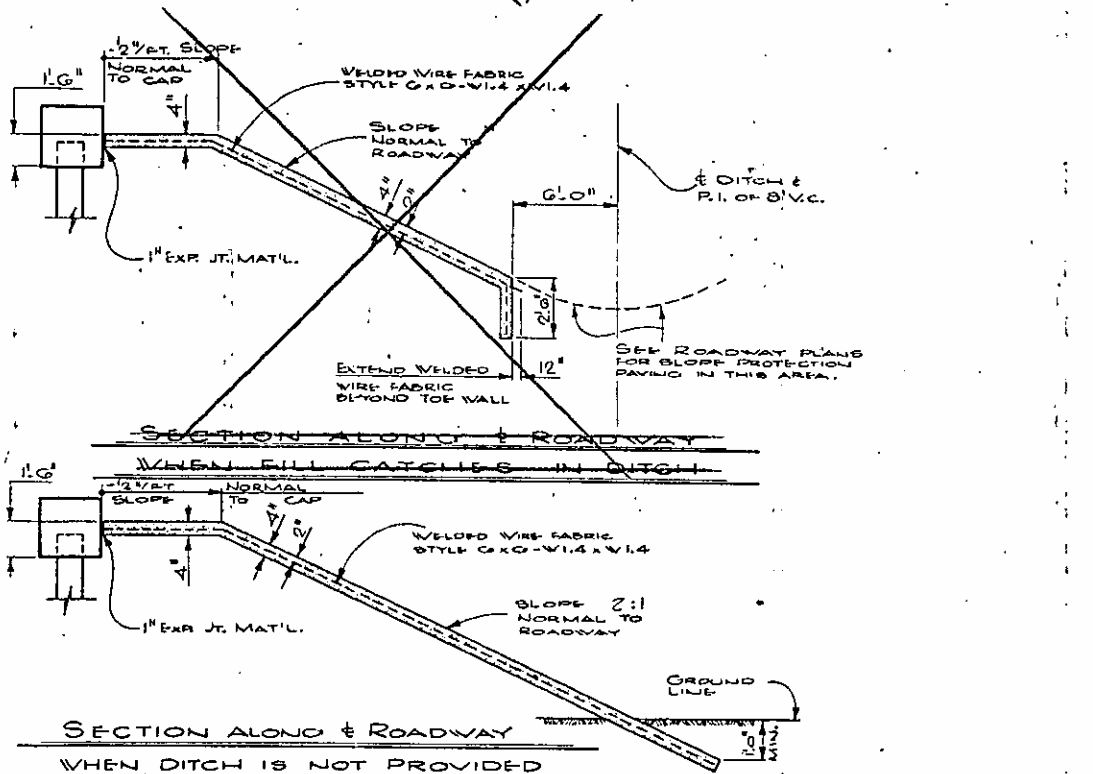 1'-6"
-½"/FT. SLOPE
NORMAL
TO CAP
4"
WELDED WIRE FABRIC
STYLE 6x6-W1.4 x W1.4
SLOPE
NORMAL TO
ROADWAY
4"
2"
6'-0"
℄ DITCH &
P.I. OF 8' V.C.
1" EXP. JT. MAT'L.
2'-6"
12"
EXTEND WELDED
WIRE FABRIC
BEYOND TOE WALL
SEE ROADWAY PLANS
FOR SLOPE PROTECTION
PAVING IN THIS AREA.
SECTION ALONG ℄ ROADWAY
WHEN FILL CATCHES IN DITCH
1'-6"
-½"/FT
SLOPE
NORMAL
TO CAP
4"
4"
2"
WELDED WIRE FABRIC
STYLE 6x6-W1.4 x W1.4
1" EXP. JT. MAT'L.
SLOPE 2:1
NORMAL TO
ROADWAY
GROUND
LINE
1'-0"
MIN.
SECTION ALONG ℄ ROADWAY
WHEN DITCH IS NOT PROVIDED